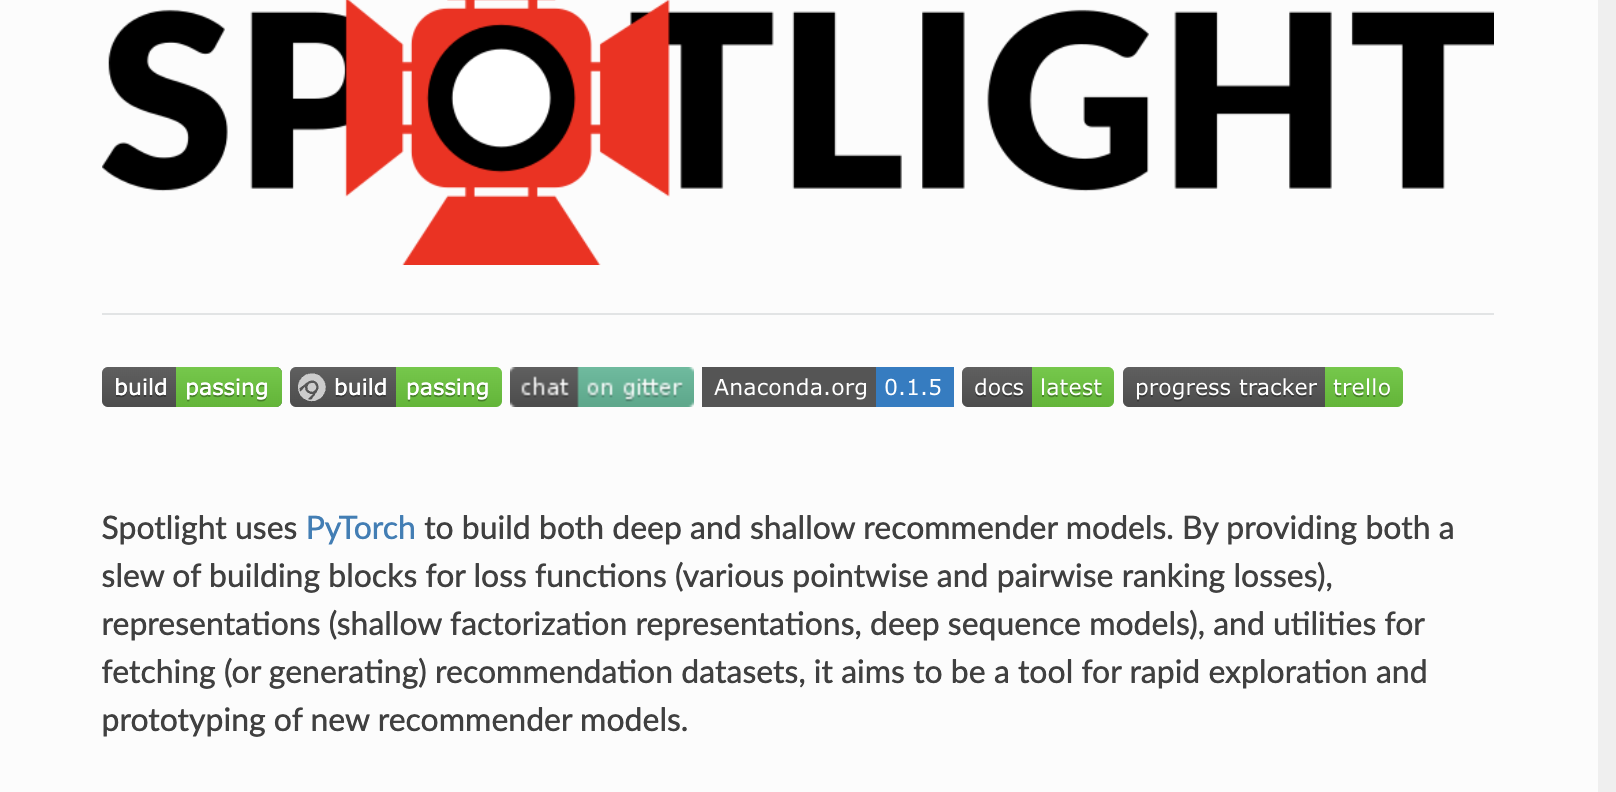 SPOTLIGHT
build passing build passing chat on gitter Anaconda.org 0.1.5 docs latest progress tracker trello
Spotlight uses PyTorch to build both deep and shallow recommender models. By providing both a
slew of building blocks for loss functions (various pointwise and pairwise ranking losses),
representations (shallow factorization representations, deep sequence models), and utilities for
fetching (or generating) recommendation datasets, it aims to be a tool for rapid exploration and
prototyping of new recommender models.